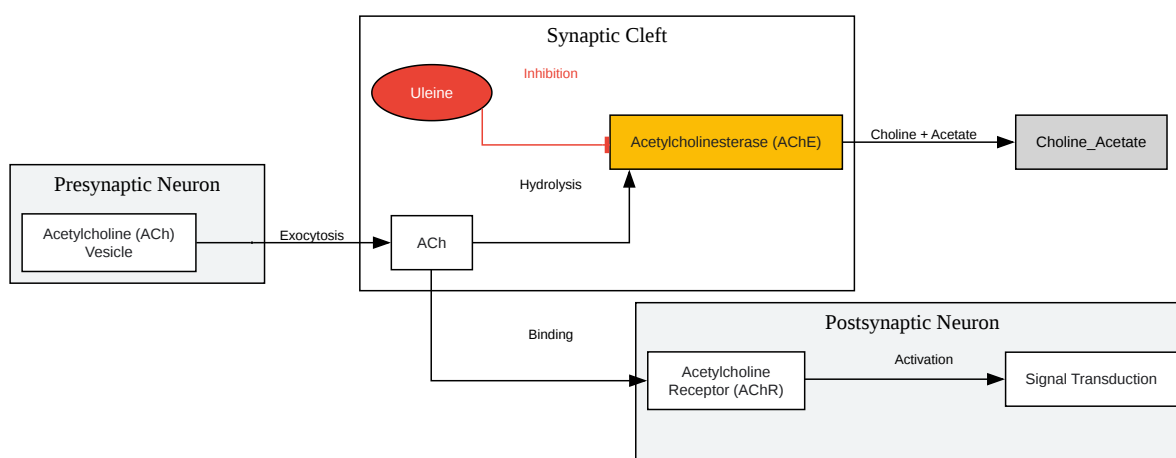 Synaptic Cleft
Uleine
Inhibition
Acetylcholinesterase (AChE)
Choline + Acetate
Choline_Acetate
Presynaptic Neuron
Acetylcholine (ACh)
Vesicle
Exocytosis
Hydrolysis
ACh
Binding
Postsynaptic Neuron
Acetylcholine
Receptor (AChR)
Activation
Signal Transduction